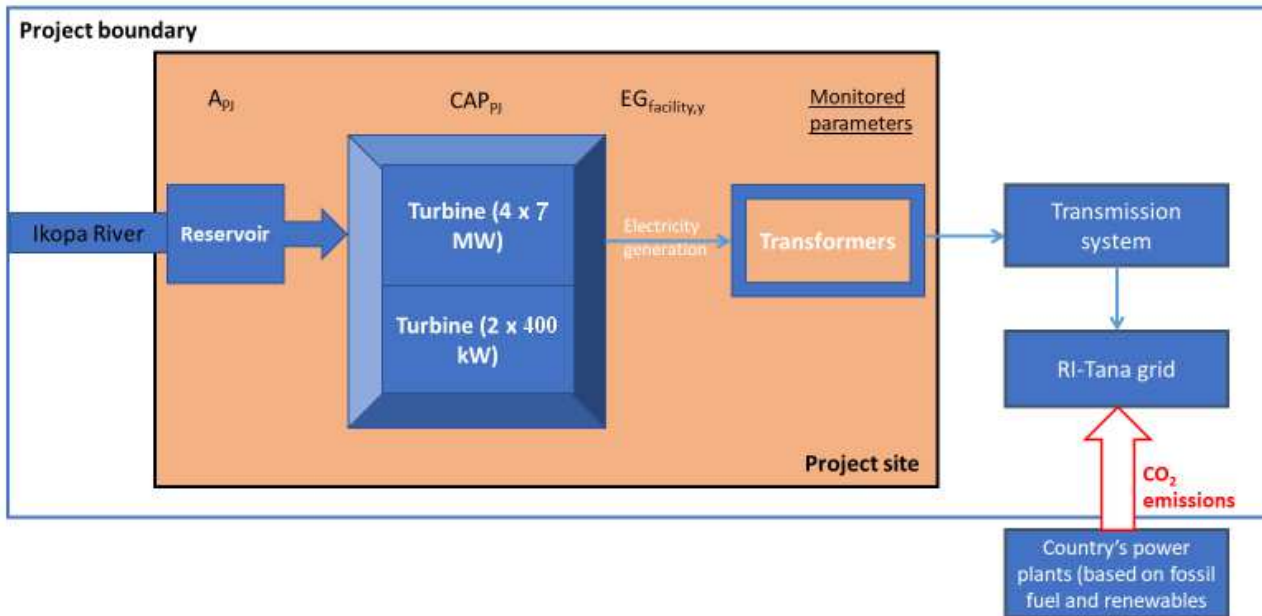 Project boundary
A_PJ
CAP_PJ
EG_facility,y
Monitored
parameters
Ikopa River
Reservoir
Turbine (4 x 7
MW)
Turbine (2 x 400
kW)
Electricity
generation
Transformers
Transmission
system
RI-Tana grid
Project site
CO₂
emissions
Country's power
plants (based on fossil
fuel and renewables